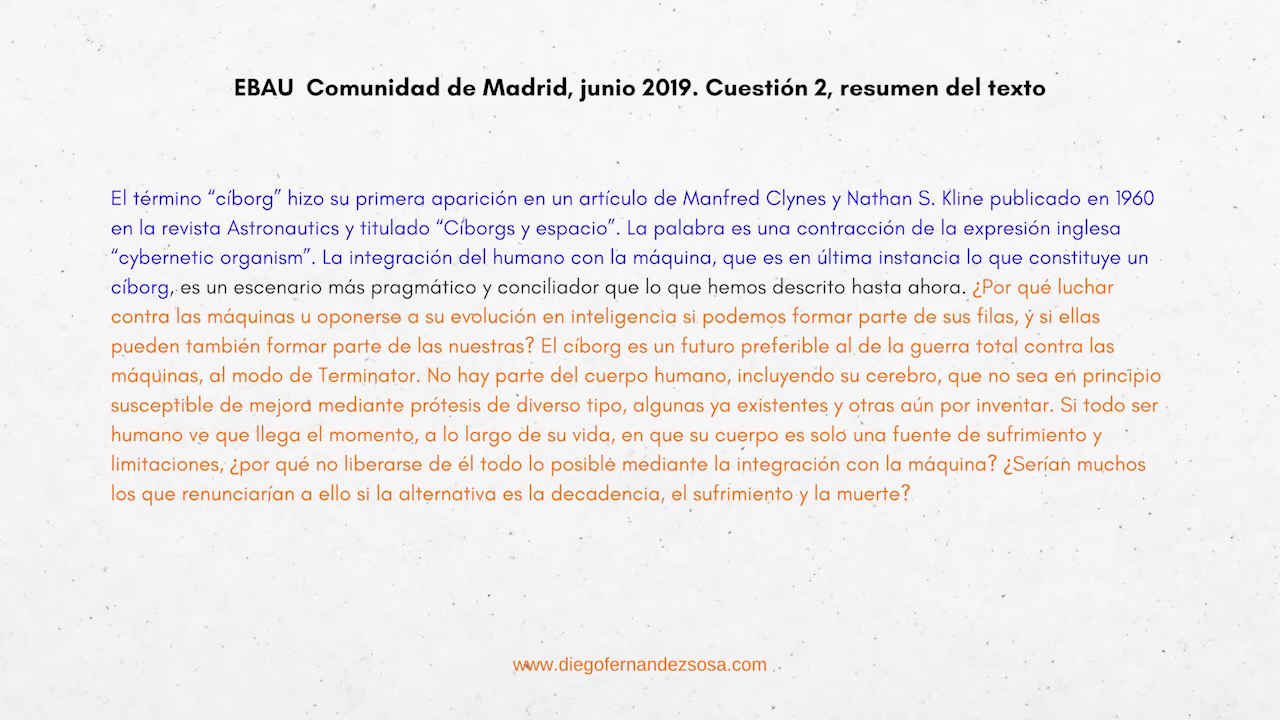 EBAU Comunidad de Madrid, junio 2019. Cuestión 2, resumen del texto
El término “cíborg” hizo su primera aparición en un artículo de Manfred Clynes y Nathan S. Kline publicado en 1960
en la revista Astronautics y titulado “Cíborgs y espacio”. La palabra es una contracción de la expresión inglesa
“cybernetic organism”. La integración del humano con la máquina, que es en última instancia lo que constituye un
cíborg, es un escenario más pragmático y conciliador que lo que hemos descrito hasta ahora. ¿Por qué luchar
contra las máquinas u oponerse a su evolución en inteligencia si podemos formar parte de sus filas, y si ellas
pueden también formar parte de las nuestras? El cíborg es un futuro preferible al de la guerra total contra las
máquinas, al modo de Terminator. No hay parte del cuerpo humano, incluyendo su cerebro, que no sea en principio
susceptible de mejora mediante prótesis de diverso tipo, algunas ya existentes y otras aún por inventar. Si todo ser
humano ve que llega el momento, a lo largo de su vida, en que su cuerpo es solo una fuente de sufrimiento y
limitaciones, ¿por qué no liberarse de él todo lo posible mediante la integración con la máquina? ¿Serían muchos
los que renunciarían a ello si la alternativa es la decadencia, el sufrimiento y la muerte?
www.diegofernandezsosa.com